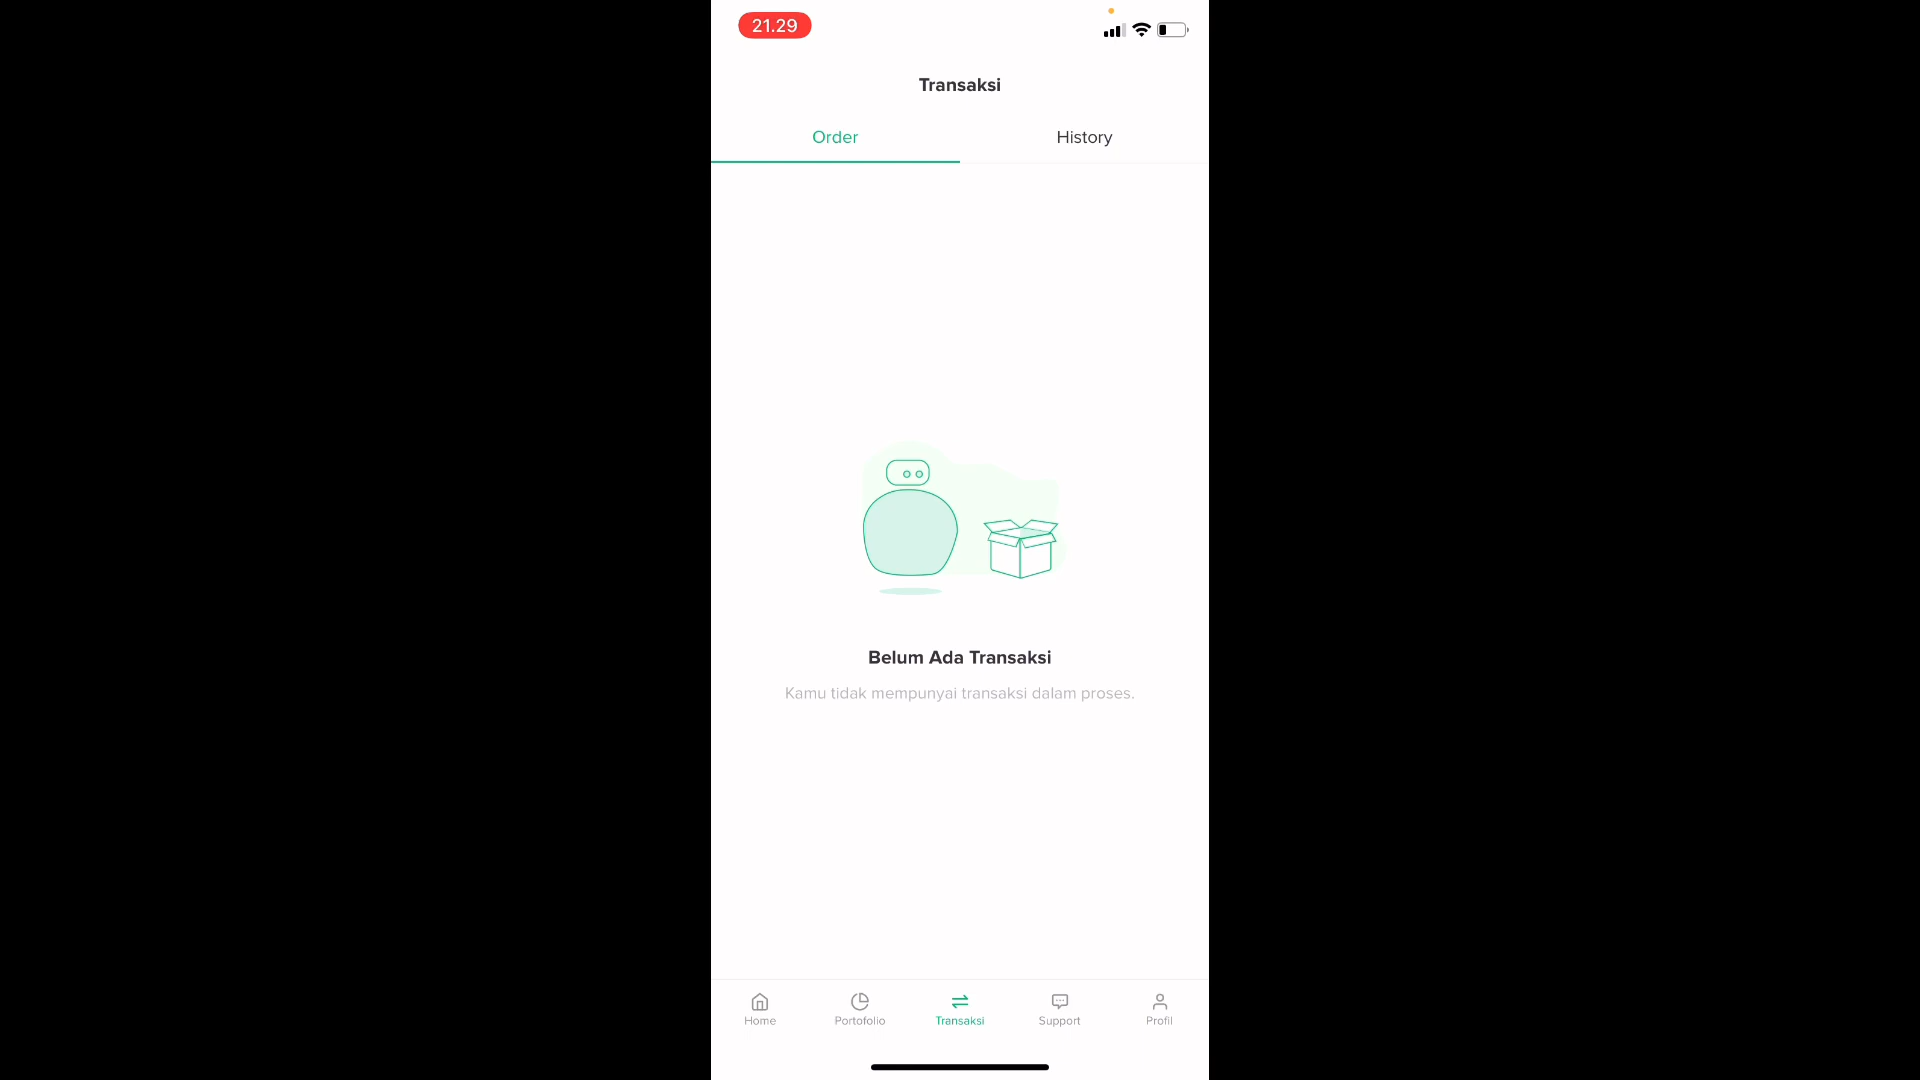 21.29
Transaksi
Order
History
Belum Ada Transaksi
Kamu tidak mempunyai transaksi dalam proses.
Home
Portofolio
Transaksi
Support
Profil